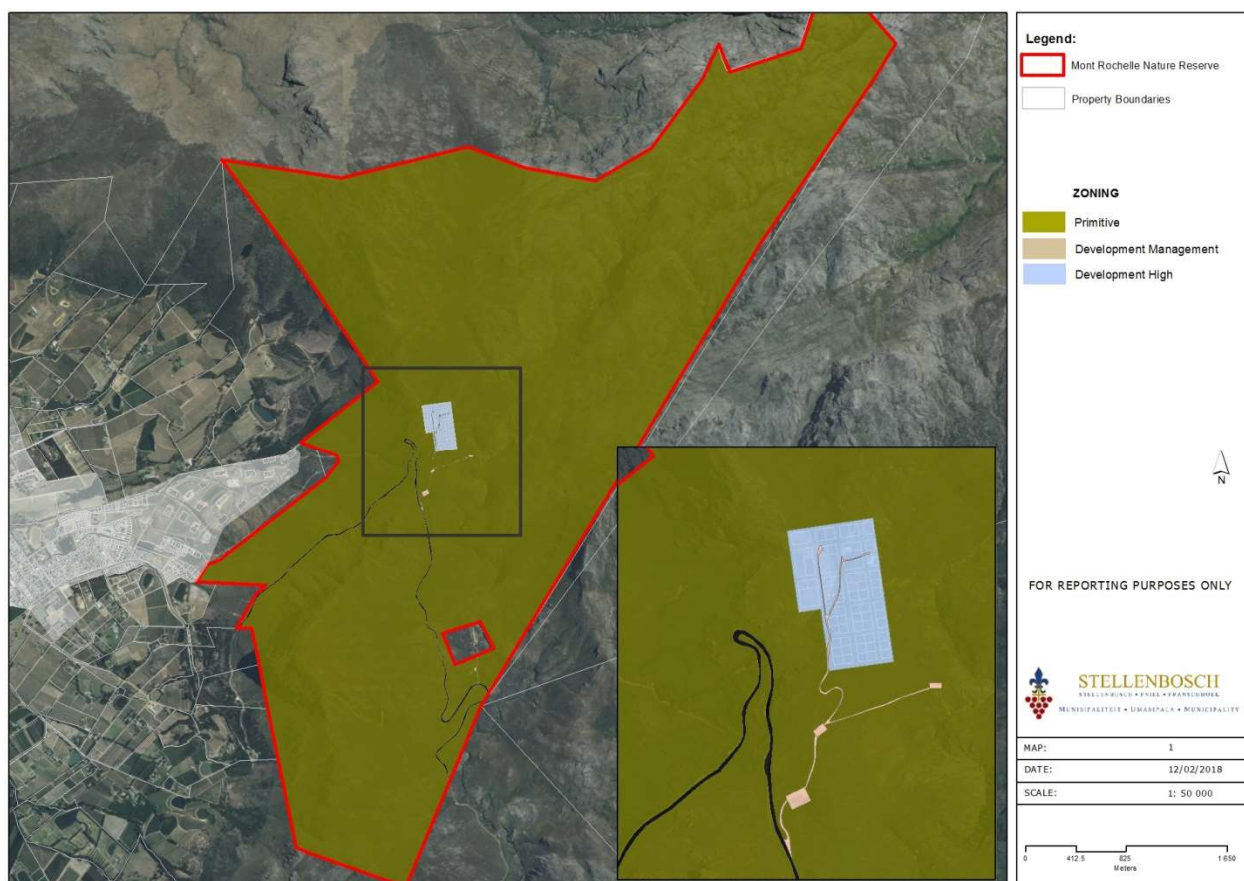 Legend:
Mont Rochelle Nature Reserve
Property Boundaries
ZONING
Primitive
Development Management
Development High
N
FOR REPORTING PURPOSES ONLY
STELLENBOSCH
STELLENBOSCH • PNIEL • FRANSCHHOEK
MUNISIPALITEIT • UMASIPALA • MUNICIPALITY
MAP: 1
DATE: 12/02/2018
SCALE: 1: 50 000
0 412.5 825 1 650
Meters